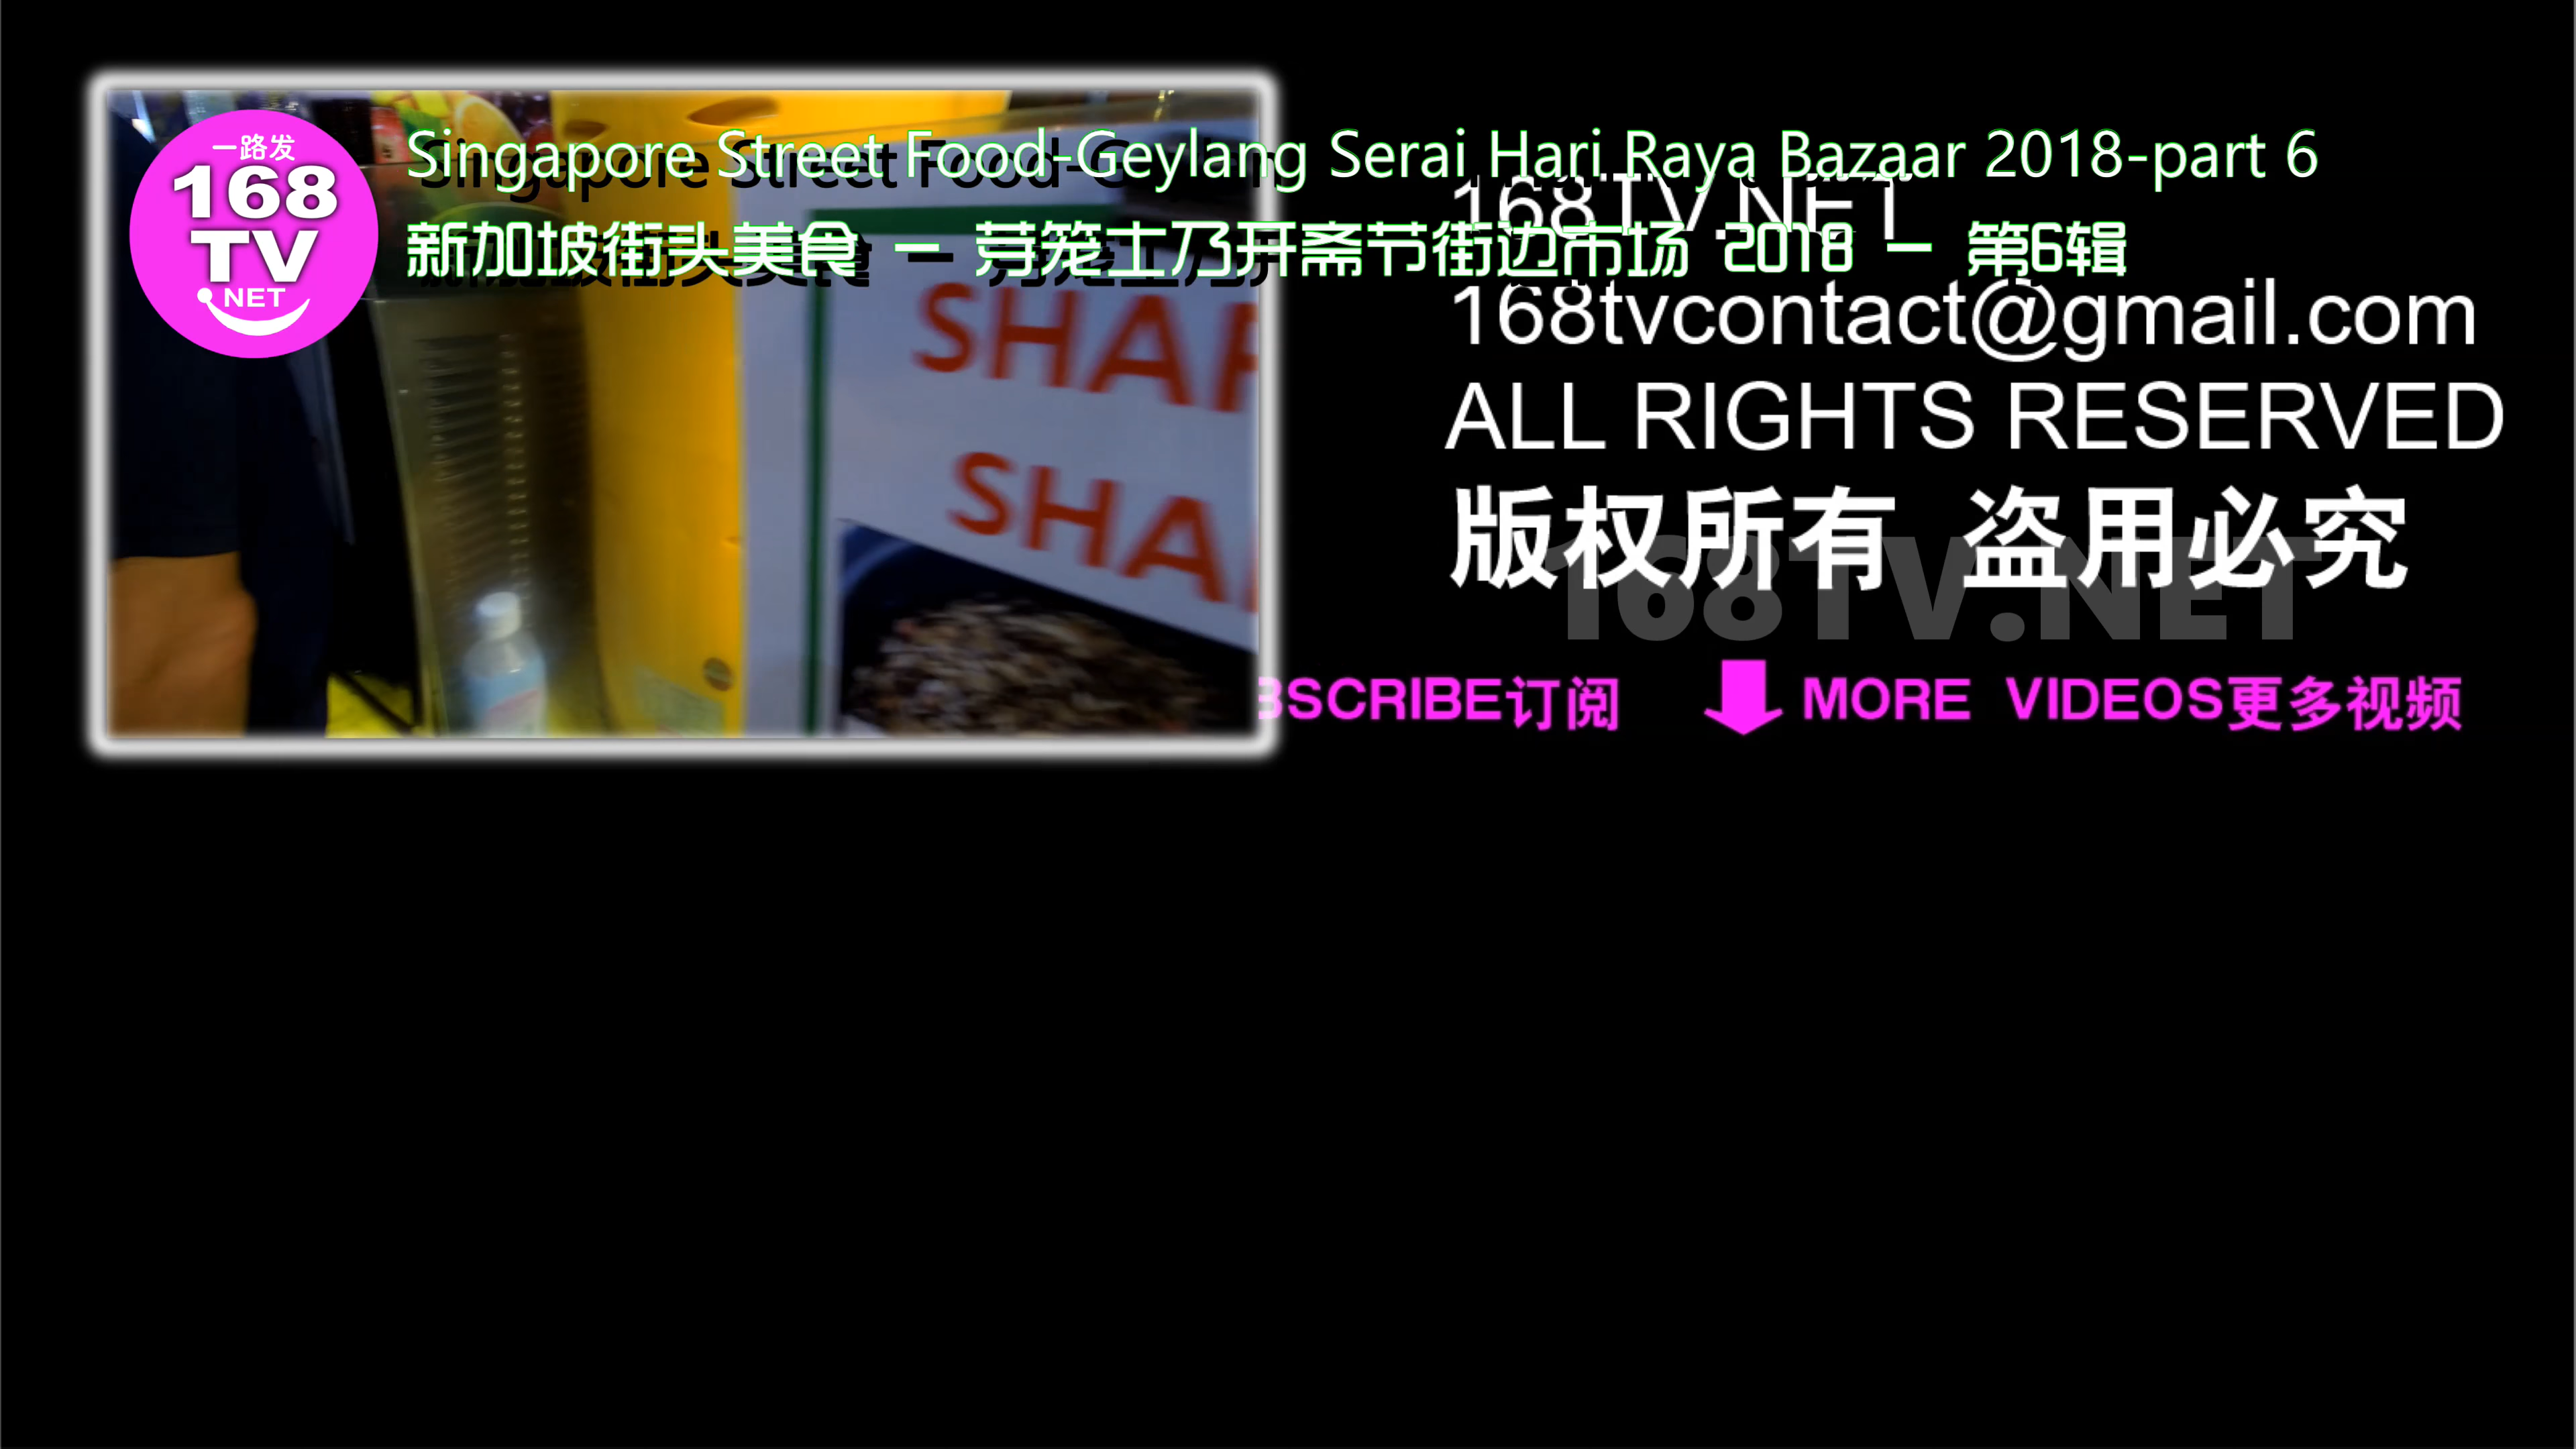 一路发
168
TV
NET
Singapore Street Food-Geylang Serai Hari Raya Bazaar 2018-part 6
新加坡街头美食 - 芽笼士乃开斋节街边市场 2018 - 第6辑
168TV.NET
168tvcontact@gmail.com
ALL RIGHTS RESERVED
版权所有 盗用必究
168TV.NET
BSCRIBE订阅
MORE VIDEOS更多视频